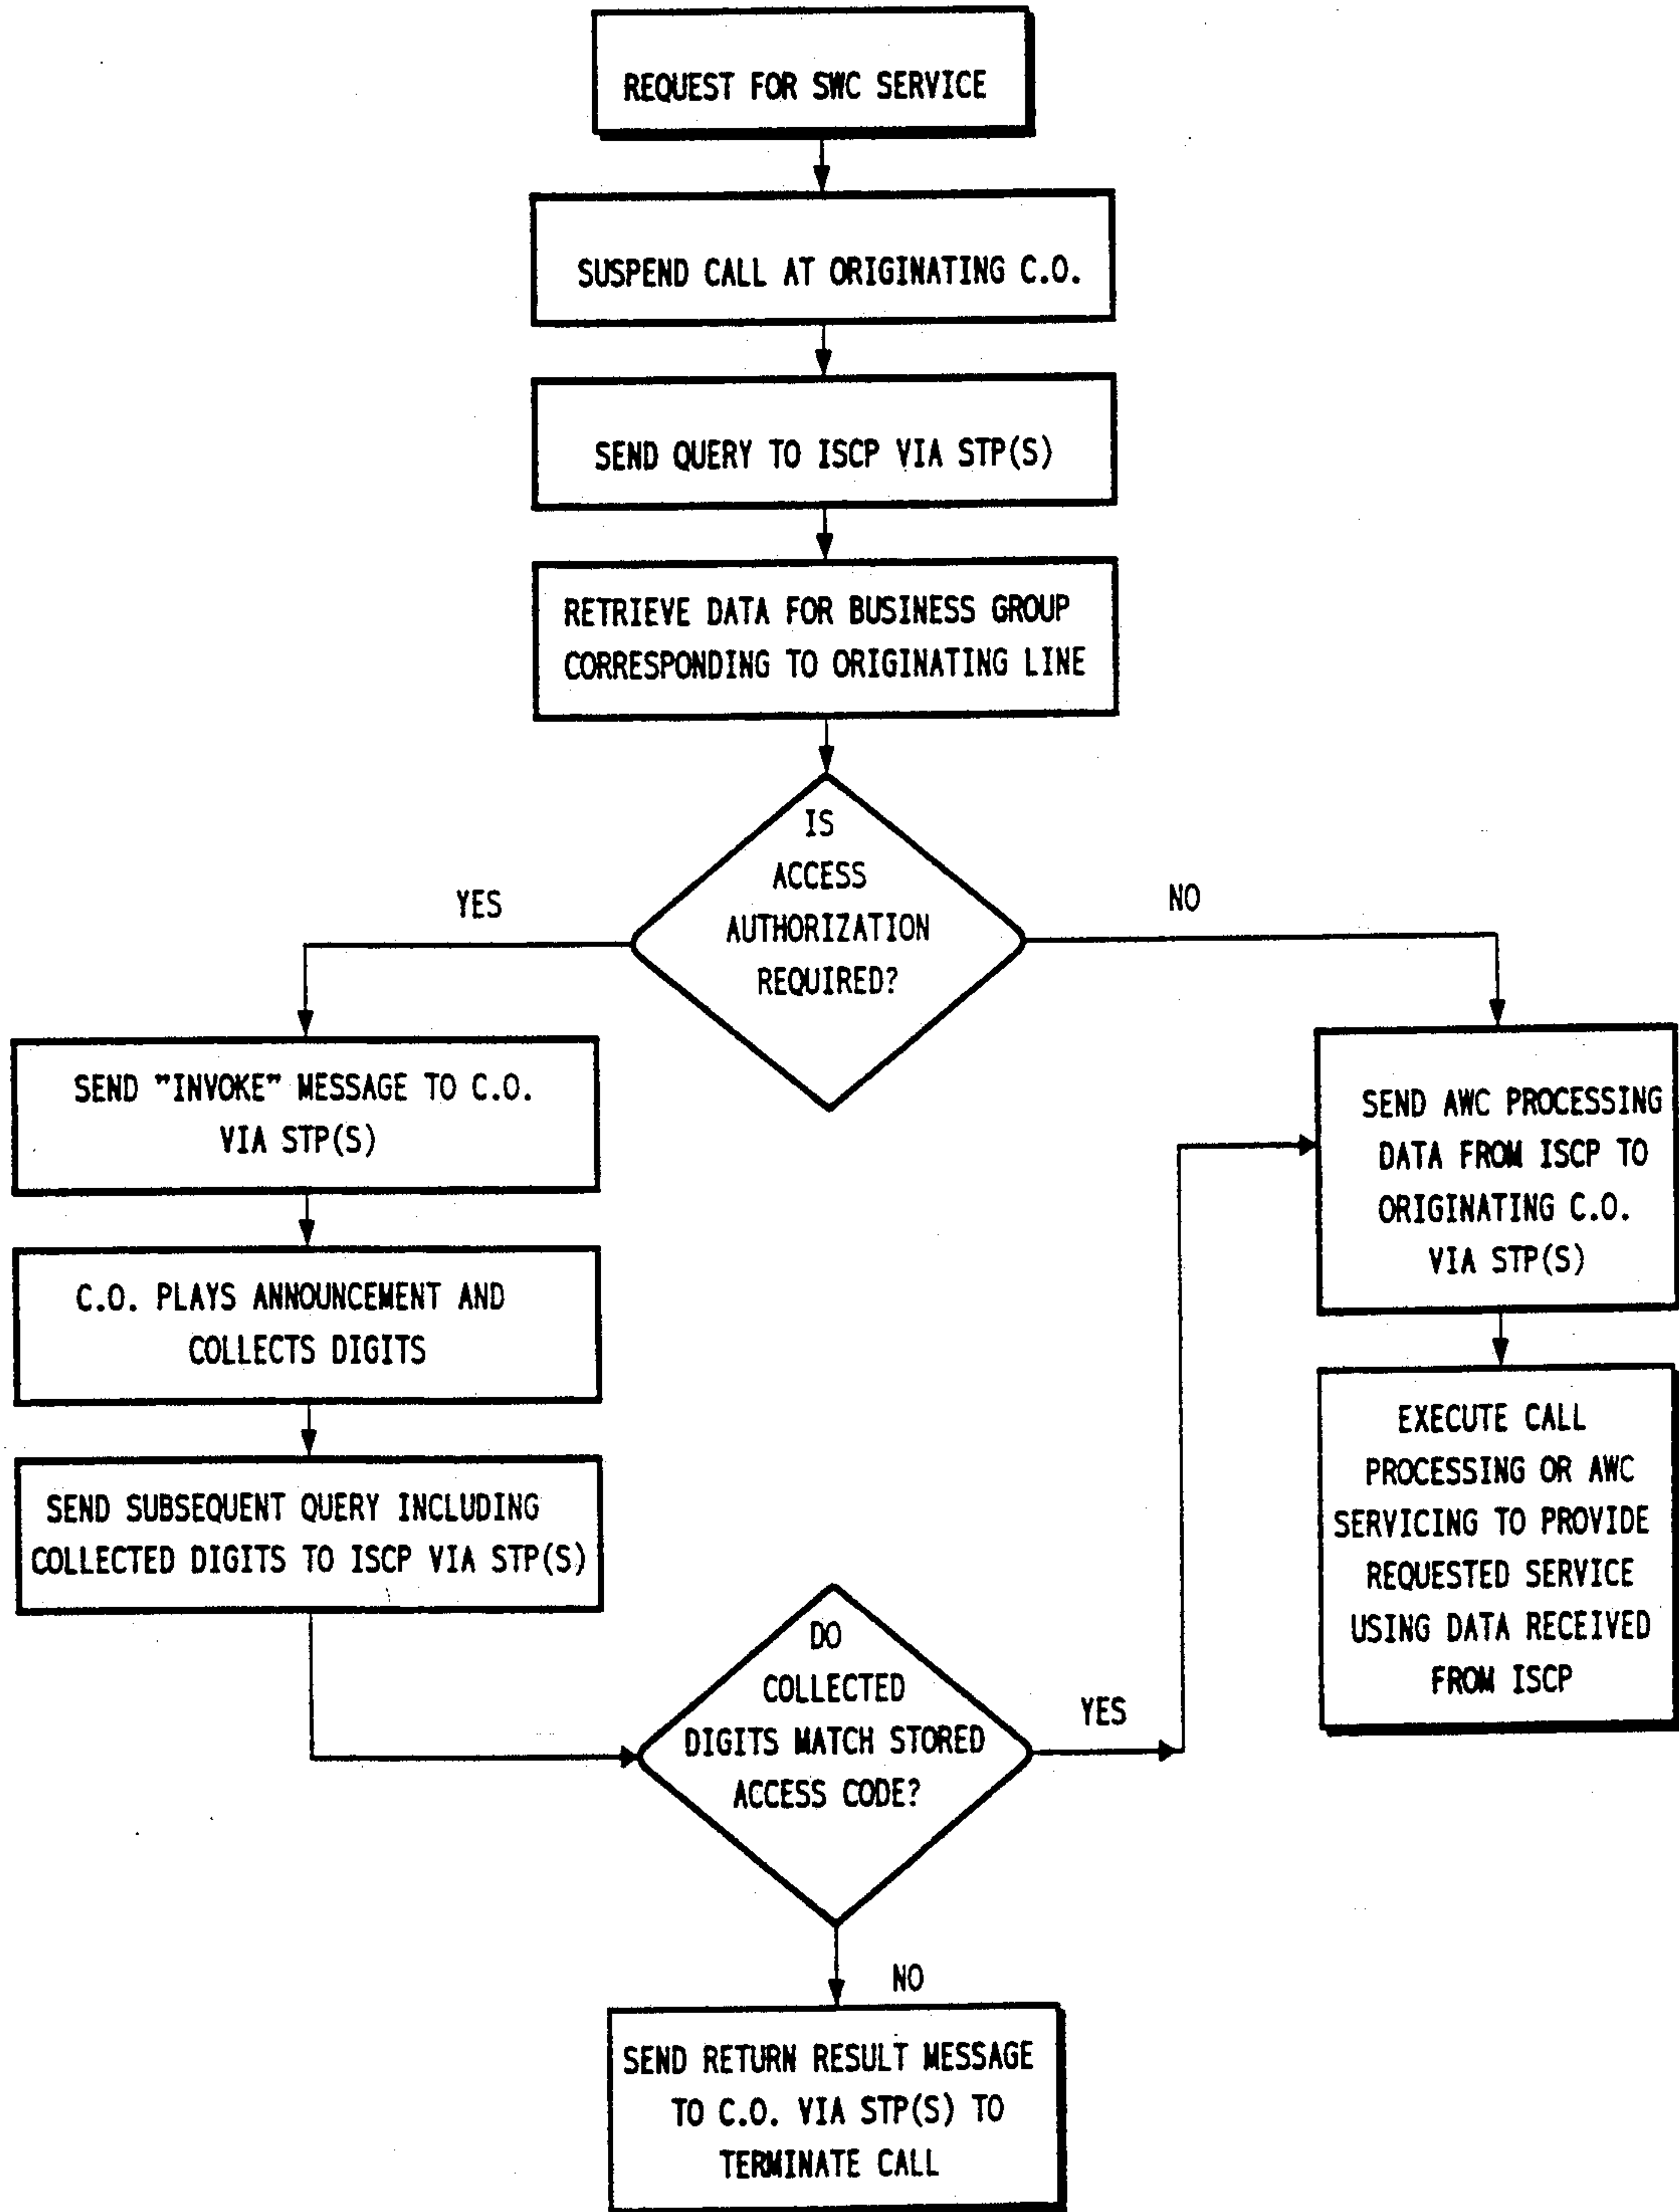 REQUEST FOR SWC SERVICE
SUSPEND CALL AT ORIGINATING C.O.
SEND QUERY TO ISCP VIA STP(S)
RETRIEVE DATA FOR BUSINESS GROUP
CORRESPONDING TO ORIGINATING LINE
IS
ACCESS
AUTHORIZATION
REQUIRED?
YES
NO
SEND "INVOKE" MESSAGE TO C.O.
VIA STP(S)
C.O. PLAYS ANNOUNCEMENT AND
COLLECTS DIGITS
SEND SUBSEQUENT QUERY INCLUDING
COLLECTED DIGITS TO ISCP VIA STP(S)
DO
COLLECTED
DIGITS MATCH STORED
ACCESS CODE?
YES
NO
SEND AWC PROCESSING
DATA FROM ISCP TO
ORIGINATING C.O.
VIA STP(S)
EXECUTE CALL
PROCESSING OR AWC
SERVICING TO PROVIDE
REQUESTED SERVICE
USING DATA RECEIVED
FROM ISCP
SEND RETURN RESULT MESSAGE
TO C.O. VIA STP(S) TO
TERMINATE CALL